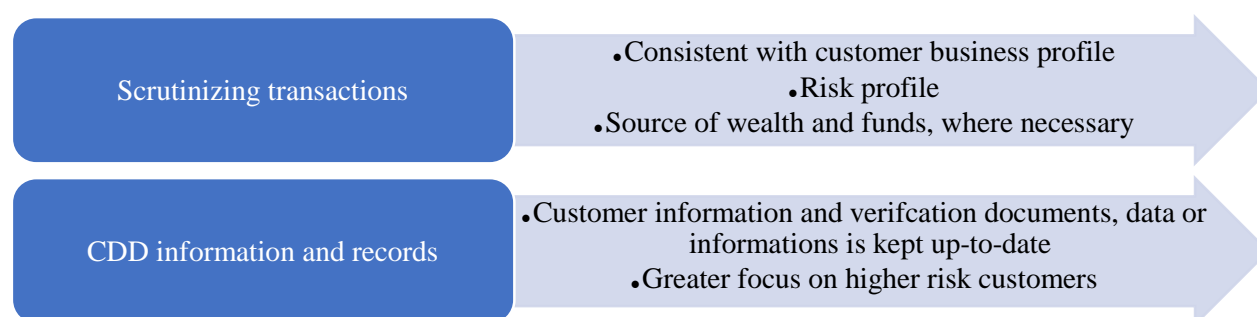 Scrutinizing transactions
•Consistent with customer business profile
•Risk profile
•Source of wealth and funds, where necessary
CDD information and records
•Customer information and verifcation documents, data or
informations is kept up-to-date
•Greater focus on higher risk customers